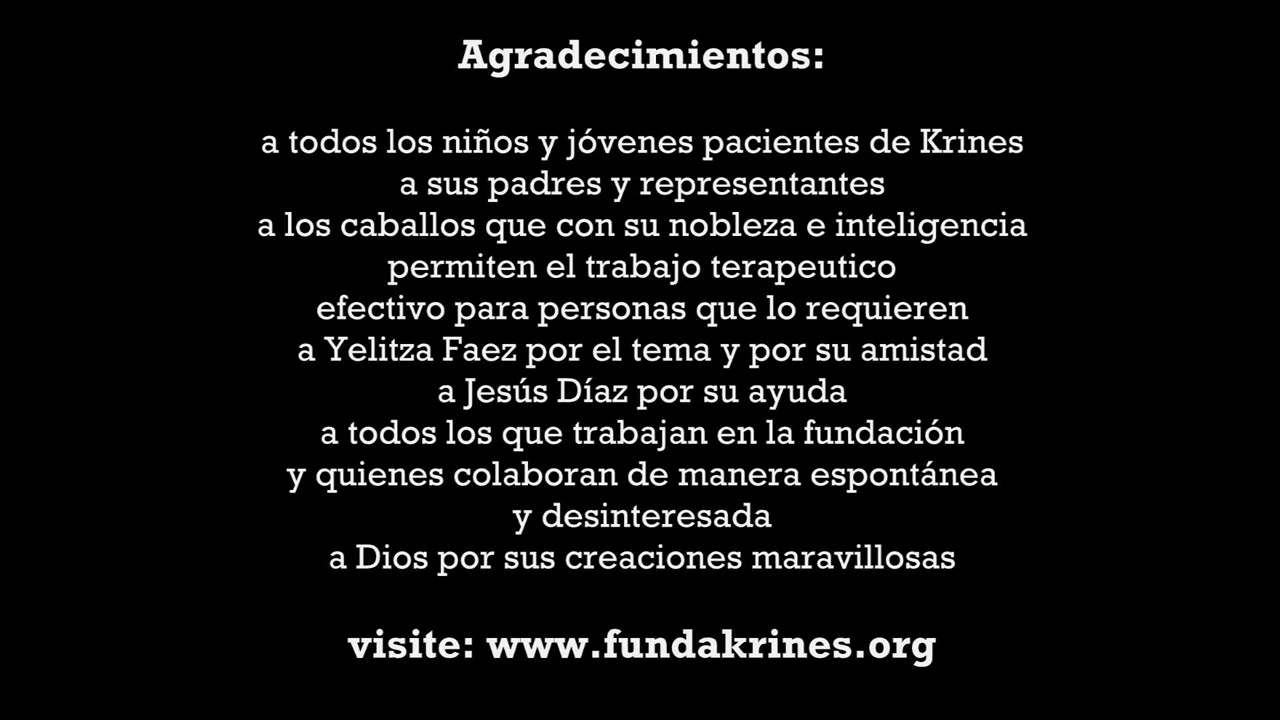 Agradecimientos:
a todos los niños y jóvenes pacientes de Krines
a sus padres y representantes
a los caballos que con su nobleza e inteligencia
permiten el trabajo terapeutico
efectivo para personas que lo requieren
a Yelitza Faez por el tema y por su amistad
a Jesús Díaz por su ayuda
a todos los que trabajan en la fundación
y quienes colaboran de manera espontánea
y desinteresada
a Dios por sus creaciones maravillosas
visite: www.fundakrines.org